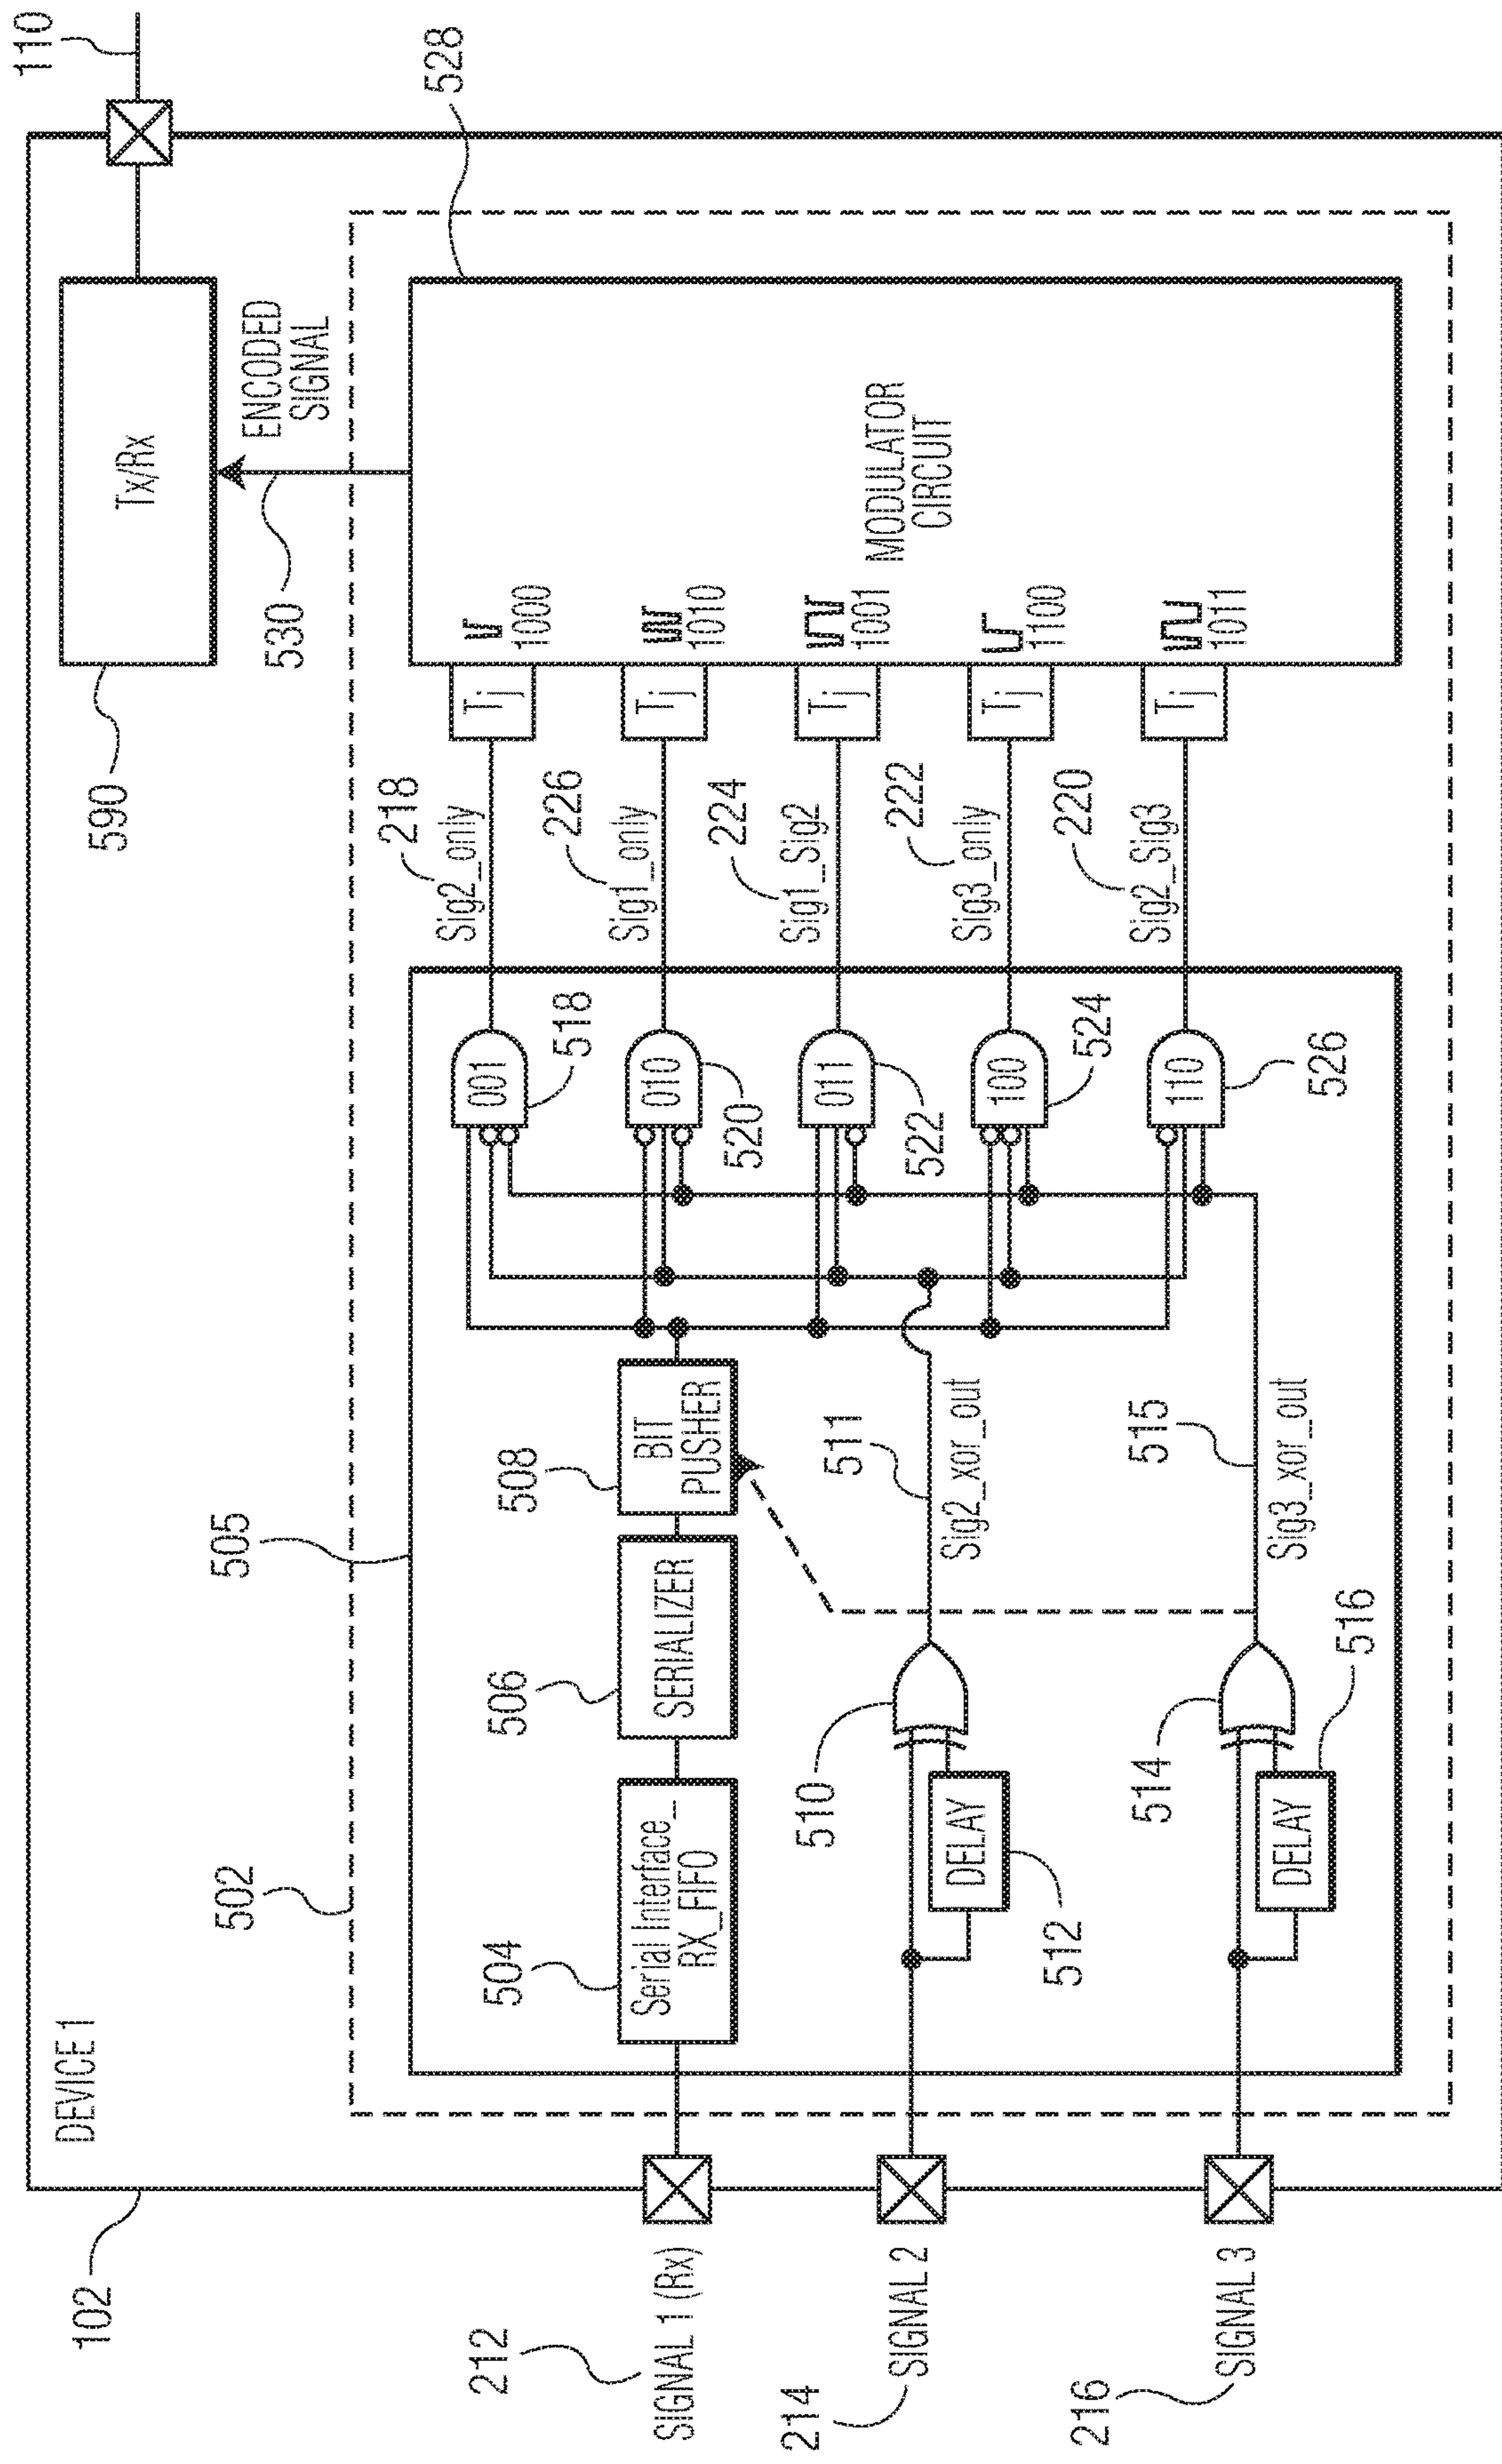 DEVICE 1
102
110
590
Tx/Rx
530
ENCODED
SIGNAL
528
502
505
212
SIGNAL 1 (Rx)
504
Serial Interface_
RX_FIFO
506
SERIALIZER
508
BIT
PUSHER
214
SIGNAL 2
510
DELAY
512
511
Sig2_xor_out
216
SIGNAL 3
514
DELAY
516
515
Sig3_xor_out
001
518
010
520
011
522
100
524
110
526
218
Sig2_only
226
Sig1_only
224
Sig1_Sig2
222
Sig3_only
220
Sig2_Sig3
Tj
Tj
Tj
Tj
Tj
1000
1010
1001
1100
1011
MODULATOR
CIRCUIT